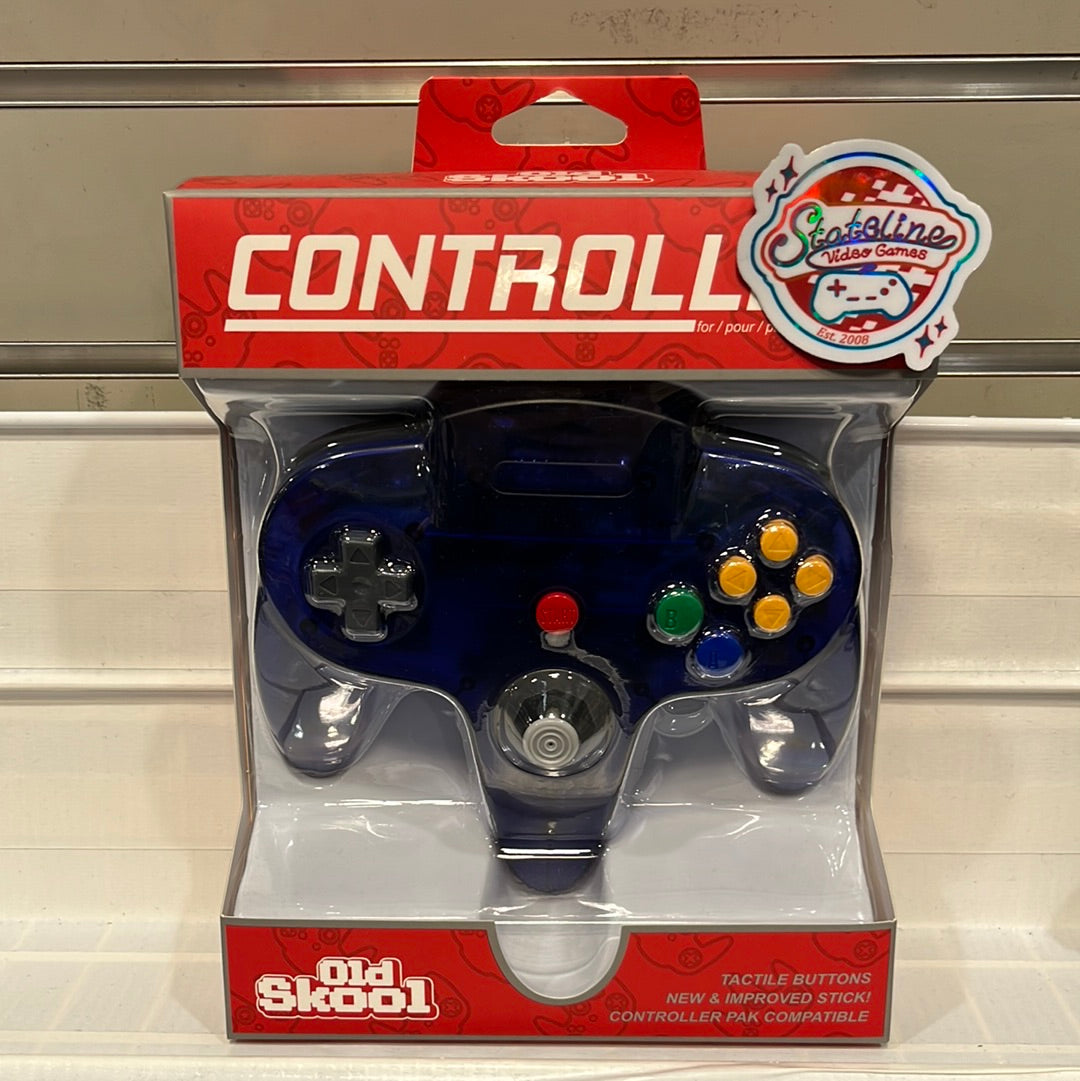 Old Skool
CONTROLL
for / pour / p
Stateline
Video Games
Est. 2008
START
B
A
Old
Skool
TACTILE BUTTONS
NEW & IMPROVED STICK!
CONTROLLER PAK COMPATIBLE